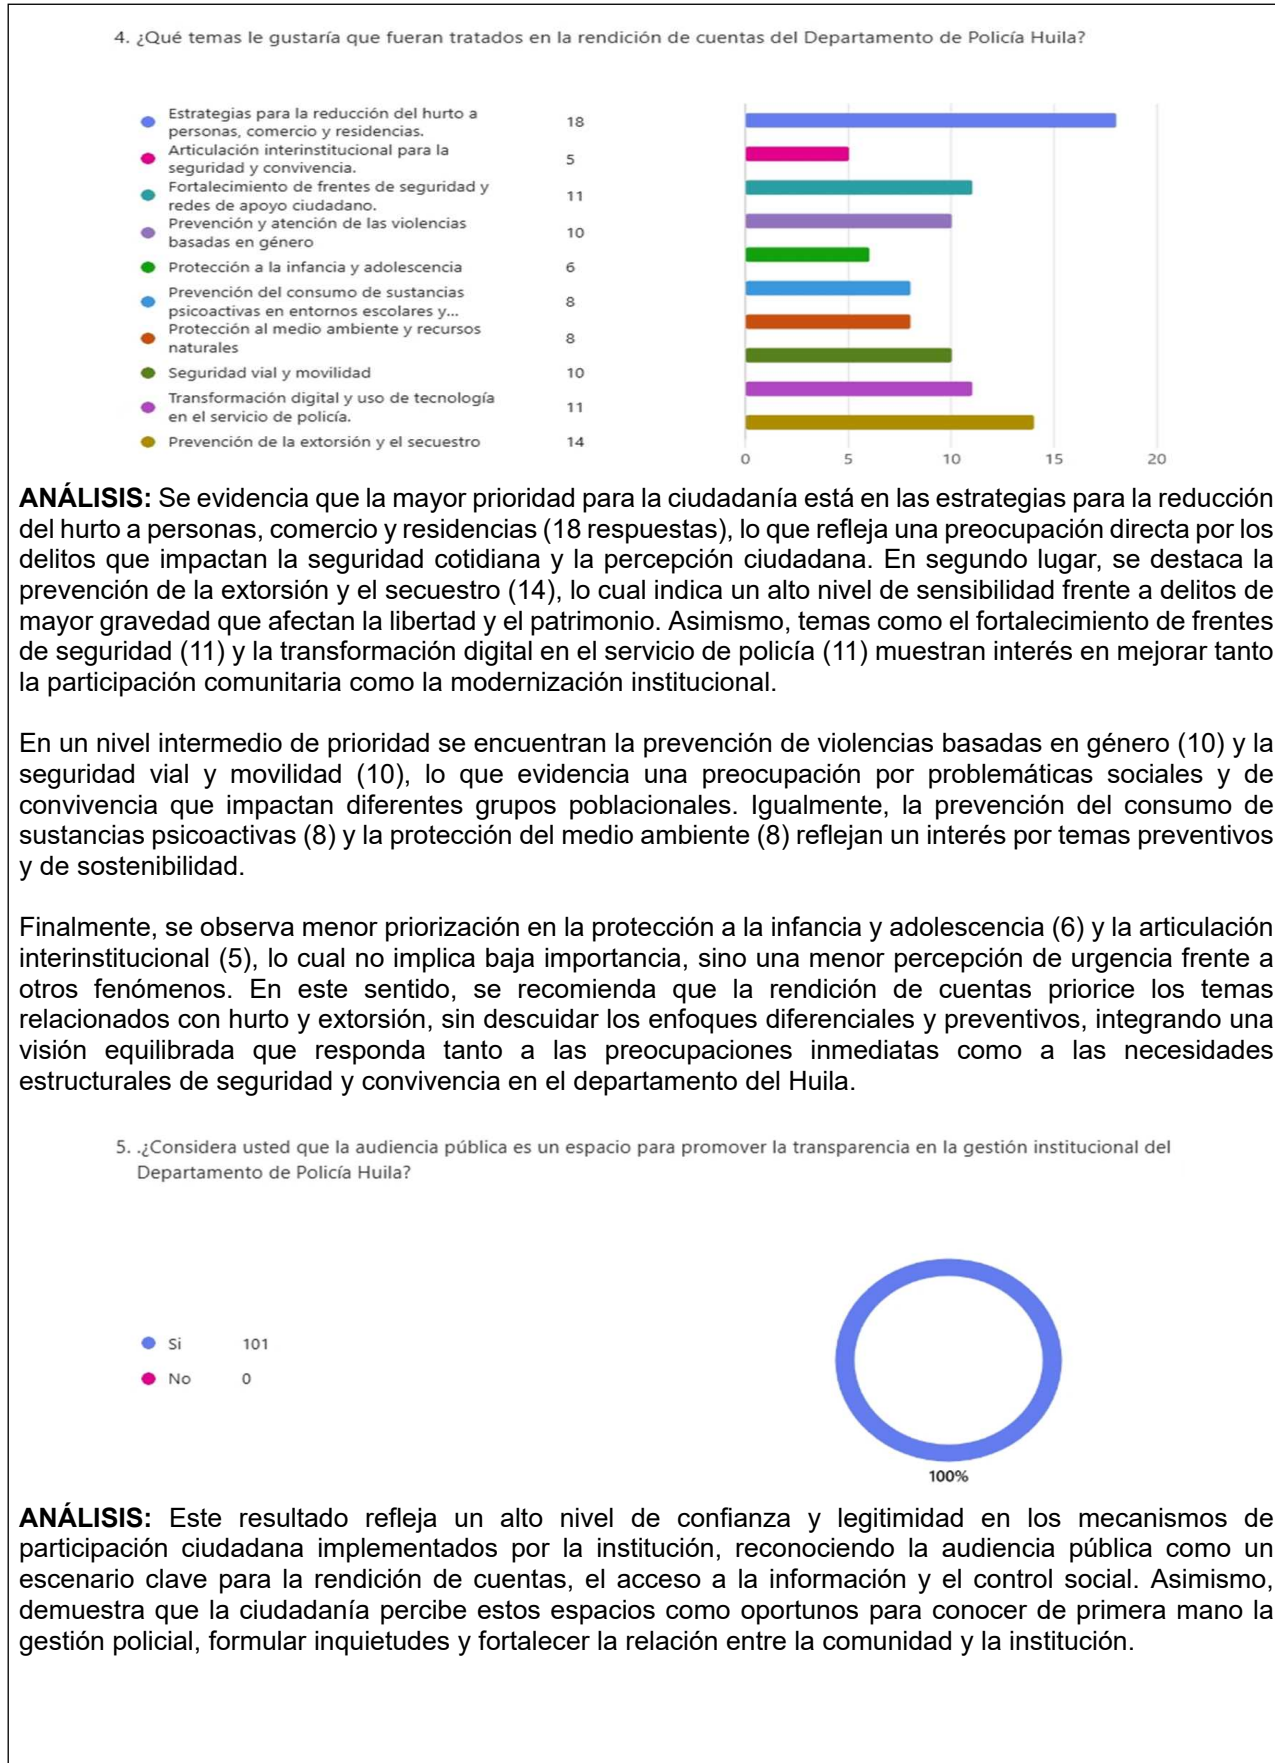 4. ¿Qué temas le gustaría que fueran tratados en la rendición de cuentas del Departamento de Policía Huila?
Estrategias para la reducción del hurto a
personas, comercio y residencias.
18
Articulación interinstitucional para la
seguridad y convivencia.
5
Fortalecimiento de frentes de seguridad y
redes de apoyo ciudadano.
11
Prevención y atención de las violencias
basadas en género
10
Protección a la infancia y adolescencia
6
Prevención del consumo de sustancias
psicoactivas en entornos escolares y...
8
Protección al medio ambiente y recursos
naturales
8
Seguridad vial y movilidad
10
Transformación digital y uso de tecnología
en el servicio de policía.
11
Prevención de la extorsión y el secuestro
14
0 5 10 15 20
ANÁLISIS: Se evidencia que la mayor prioridad para la ciudadanía está en las estrategias para la reducción
del hurto a personas, comercio y residencias (18 respuestas), lo que refleja una preocupación directa por los
delitos que impactan la seguridad cotidiana y la percepción ciudadana. En segundo lugar, se destaca la
prevención de la extorsión y el secuestro (14), lo cual indica un alto nivel de sensibilidad frente a delitos de
mayor gravedad que afectan la libertad y el patrimonio. Asimismo, temas como el fortalecimiento de frentes
de seguridad (11) y la transformación digital en el servicio de policía (11) muestran interés en mejorar tanto
la participación comunitaria como la modernización institucional.
En un nivel intermedio de prioridad se encuentran la prevención de violencias basadas en género (10) y la
seguridad vial y movilidad (10), lo que evidencia una preocupación por problemáticas sociales y de
convivencia que impactan diferentes grupos poblacionales. Igualmente, la prevención del consumo de
sustancias psicoactivas (8) y la protección del medio ambiente (8) reflejan un interés por temas preventivos
y de sostenibilidad.
Finalmente, se observa menor priorización en la protección a la infancia y adolescencia (6) y la articulación
interinstitucional (5), lo cual no implica baja importancia, sino una menor percepción de urgencia frente a
otros fenómenos. En este sentido, se recomienda que la rendición de cuentas priorice los temas
relacionados con hurto y extorsión, sin descuidar los enfoques diferenciales y preventivos, integrando una
visión equilibrada que responda tanto a las preocupaciones inmediatas como a las necesidades
estructurales de seguridad y convivencia en el departamento del Huila.
5. .¿Considera usted que la audiencia pública es un espacio para promover la transparencia en la gestión institucional del
Departamento de Policía Huila?
Si 101
No 0
100%
ANÁLISIS: Este resultado refleja un alto nivel de confianza y legitimidad en los mecanismos de
participación ciudadana implementados por la institución, reconociendo la audiencia pública como un
escenario clave para la rendición de cuentas, el acceso a la información y el control social. Asimismo,
demuestra que la ciudadanía percibe estos espacios como oportunos para conocer de primera mano la
gestión policial, formular inquietudes y fortalecer la relación entre la comunidad y la institución.